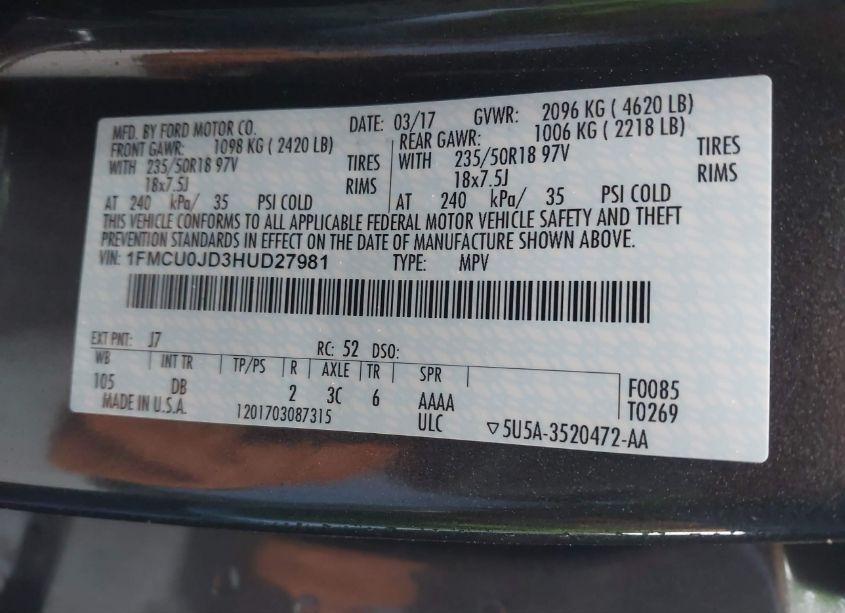 MFD. BY FORD MOTOR CO. DATE: 03/17 GVWR: 2096 KG ( 4620 LB)
FRONT GAWR: 1098 KG ( 2420 LB) REAR GAWR: 1006 KG ( 2218 LB)
WITH 235/50R18 97V TIRES WITH 235/50R18 97V TIRES
18x7.5J RIMS 18x7.5J RIMS
AT 240 kPa/ 35 PSI COLD AT 240 kPa/ 35 PSI COLD
THIS VEHICLE CONFORMS TO ALL APPLICABLE FEDERAL MOTOR VEHICLE SAFETY AND THEFT
PREVENTION STANDARDS IN EFFECT ON THE DATE OF MANUFACTURE SHOWN ABOVE.
VIN: 1FMCU0JD3HUD27981 TYPE: MPV
EXT PNT: J7 RC: 52 DSO:
WB INT TR TP/PS R AXLE TR SPR
105 DB 2 3C 6 AAAA F0085
MADE IN U.S.A. 1201703087315 ULC T0269
▽5U5A-3520472-AA